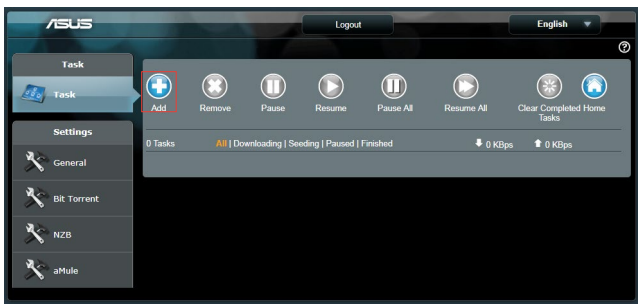 ASUS
Logout
English
Task
Task
Settings
General
Bit Torrent
NZB
aMule
Add
Remove
Pause
Resume
Pause All
Resume All
Clear Completed
Tasks
Home
0 Tasks
All | Downloading | Seeding | Paused | Finished
0 KBps
0 KBps